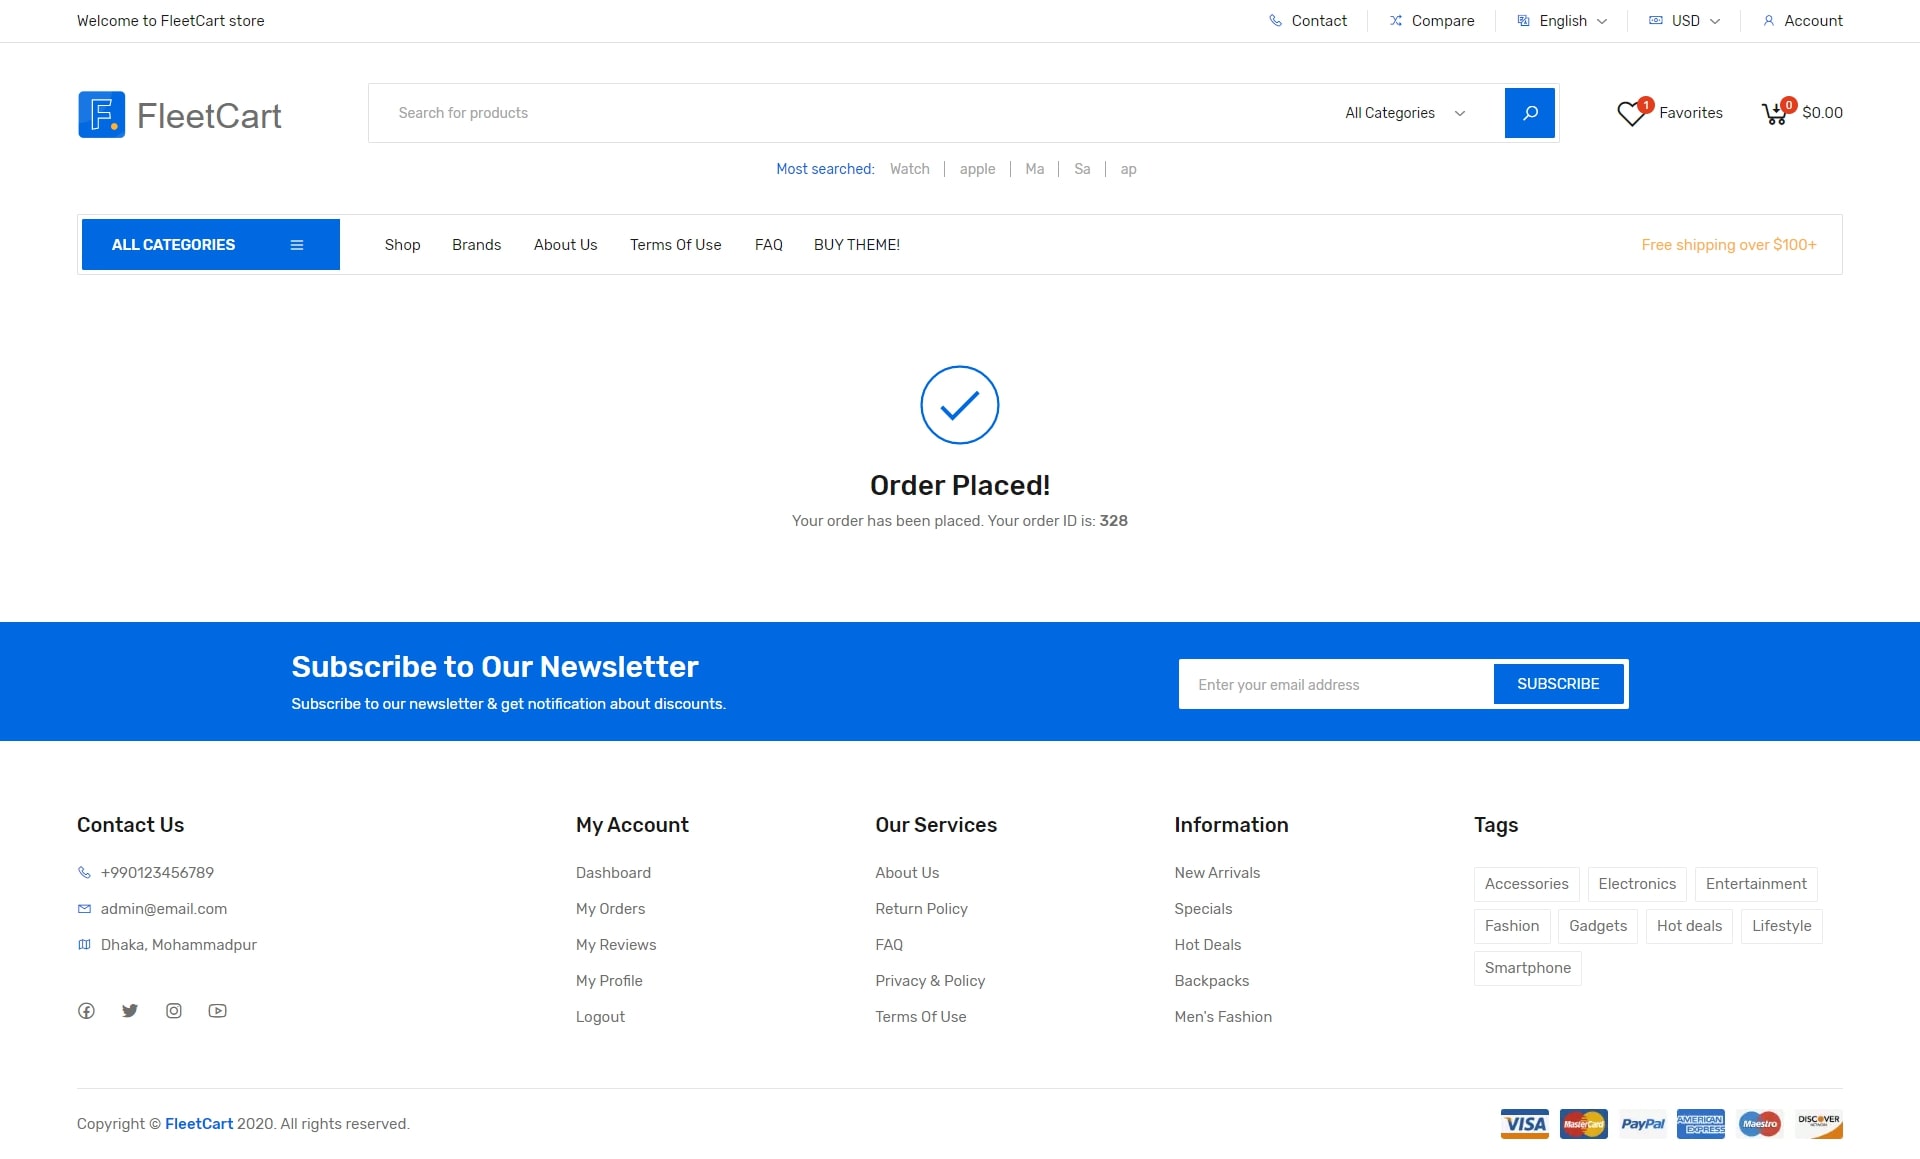 Welcome to FleetCart store
Contact
Compare
English
USD
Account
FleetCart
Search for products
All Categories
1
Favorites
0
$0.00
Most searched: Watch apple Ma Sa ap
ALL CATEGORIES
Shop
Brands
About Us
Terms Of Use
FAQ
BUY THEME!
Free shipping over $100+
Order Placed!
Your order has been placed. Your order ID is: 328
Subscribe to Our Newsletter
Subscribe to our newsletter & get notification about discounts.
Enter your email address
SUBSCRIBE
Contact Us
+990123456789
admin@email.com
Dhaka, Mohammadpur
My Account
Dashboard
My Orders
My Reviews
My Profile
Logout
Our Services
About Us
Return Policy
FAQ
Privacy & Policy
Terms Of Use
Information
New Arrivals
Specials
Hot Deals
Backpacks
Men's Fashion
Tags
Accessories
Electronics
Entertainment
Fashion
Gadgets
Hot deals
Lifestyle
Smartphone
Copyright © FleetCart 2020. All rights reserved.
VISA
MasterCard
PayPal
AMERICAN EXPRESS
Maestro
DISCOVER NETWORK